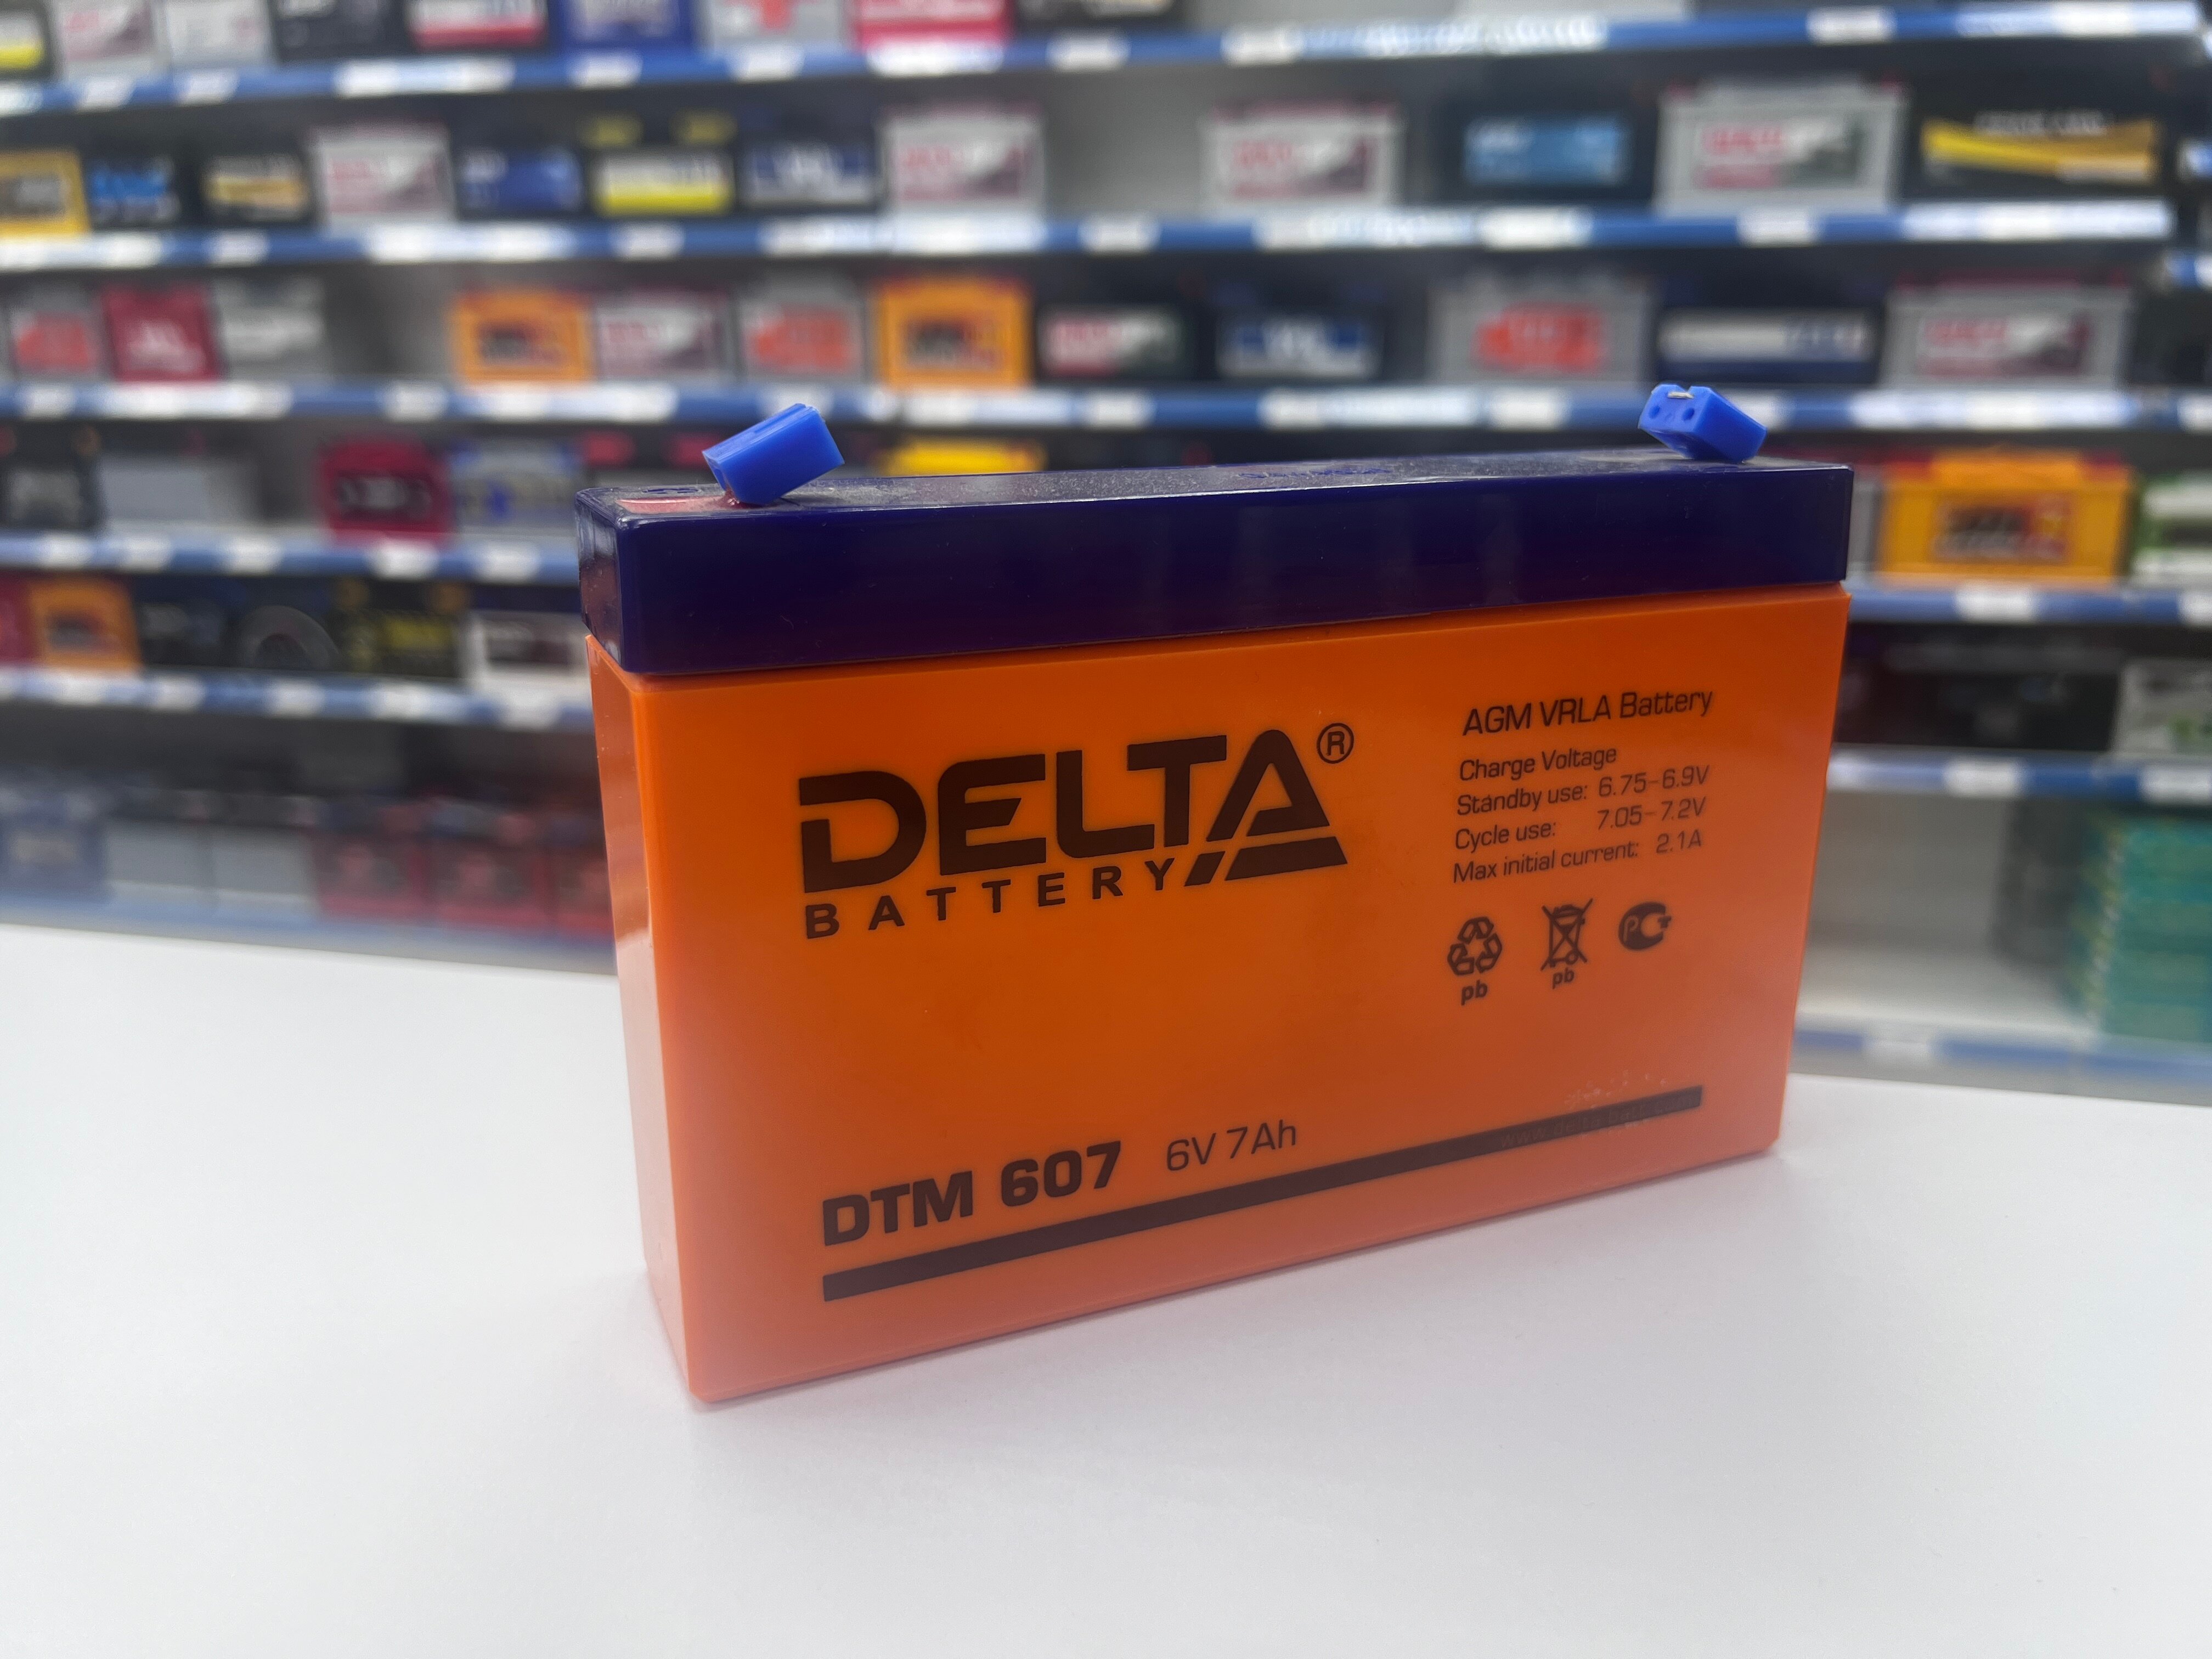 DELTA®
BATTERY
AGM VRLA Battery
Charge Voltage
Standby use: 6.75-6.9V
Cycle use: 7.05-7.2V
Max initial current: 2.1A
pb
pb
DTM 607 6V 7Ah